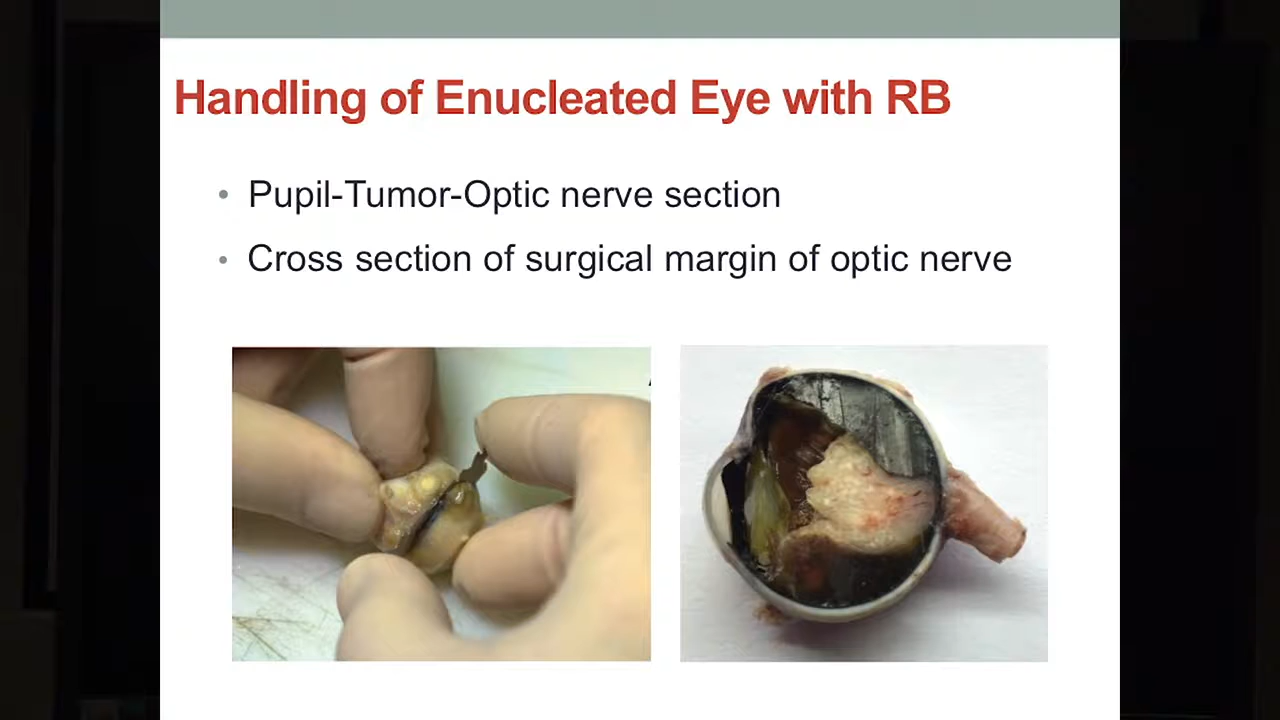 Handling of Enucleated Eye with RB
• Pupil-Tumor-Optic nerve section
• Cross section of surgical margin of optic nerve